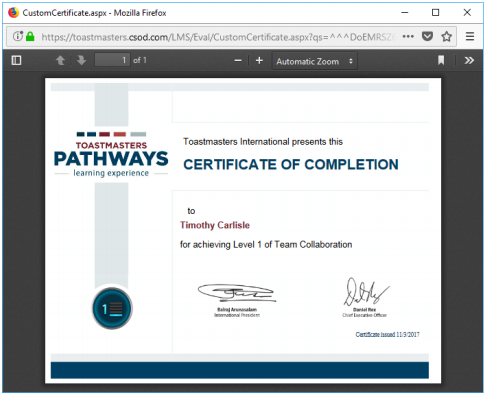 CustomCertificate.aspx - Mozilla Firefox
https://toastmasters.csod.com/LMS/Eval/CustomCertificate.aspx?qs=^^^DoEMRSZ
1 of 1
Automatic Zoom
TOASTMASTERS
PATHWAYS
learning experience
Toastmasters International presents this
CERTIFICATE OF COMPLETION
to
Timothy Carlisle
for achieving Level 1 of Team Collaboration
1
Balraj Arunasalam
International President
Daniel Rex
Chief Executive Officer
Certificate issued 11/3/2017